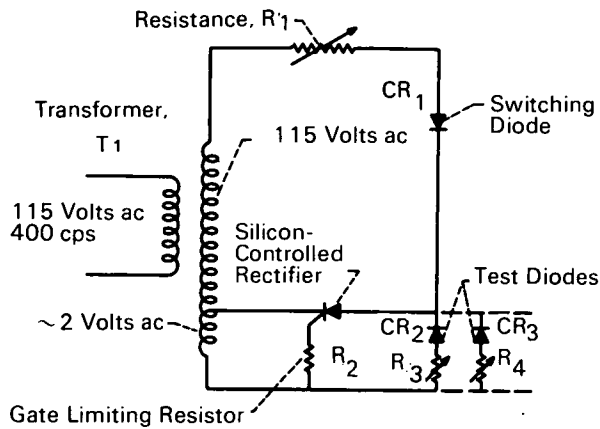 Resistance, R1
CR1
Switching
Diode
Transformer,
T1
115 Volts ac
115 Volts ac
400 cps
Silicon-
Controlled
Rectifier
Test Diodes
~2 Volts ac
CR2
CR3
R2
R3
R4
Gate Limiting Resistor